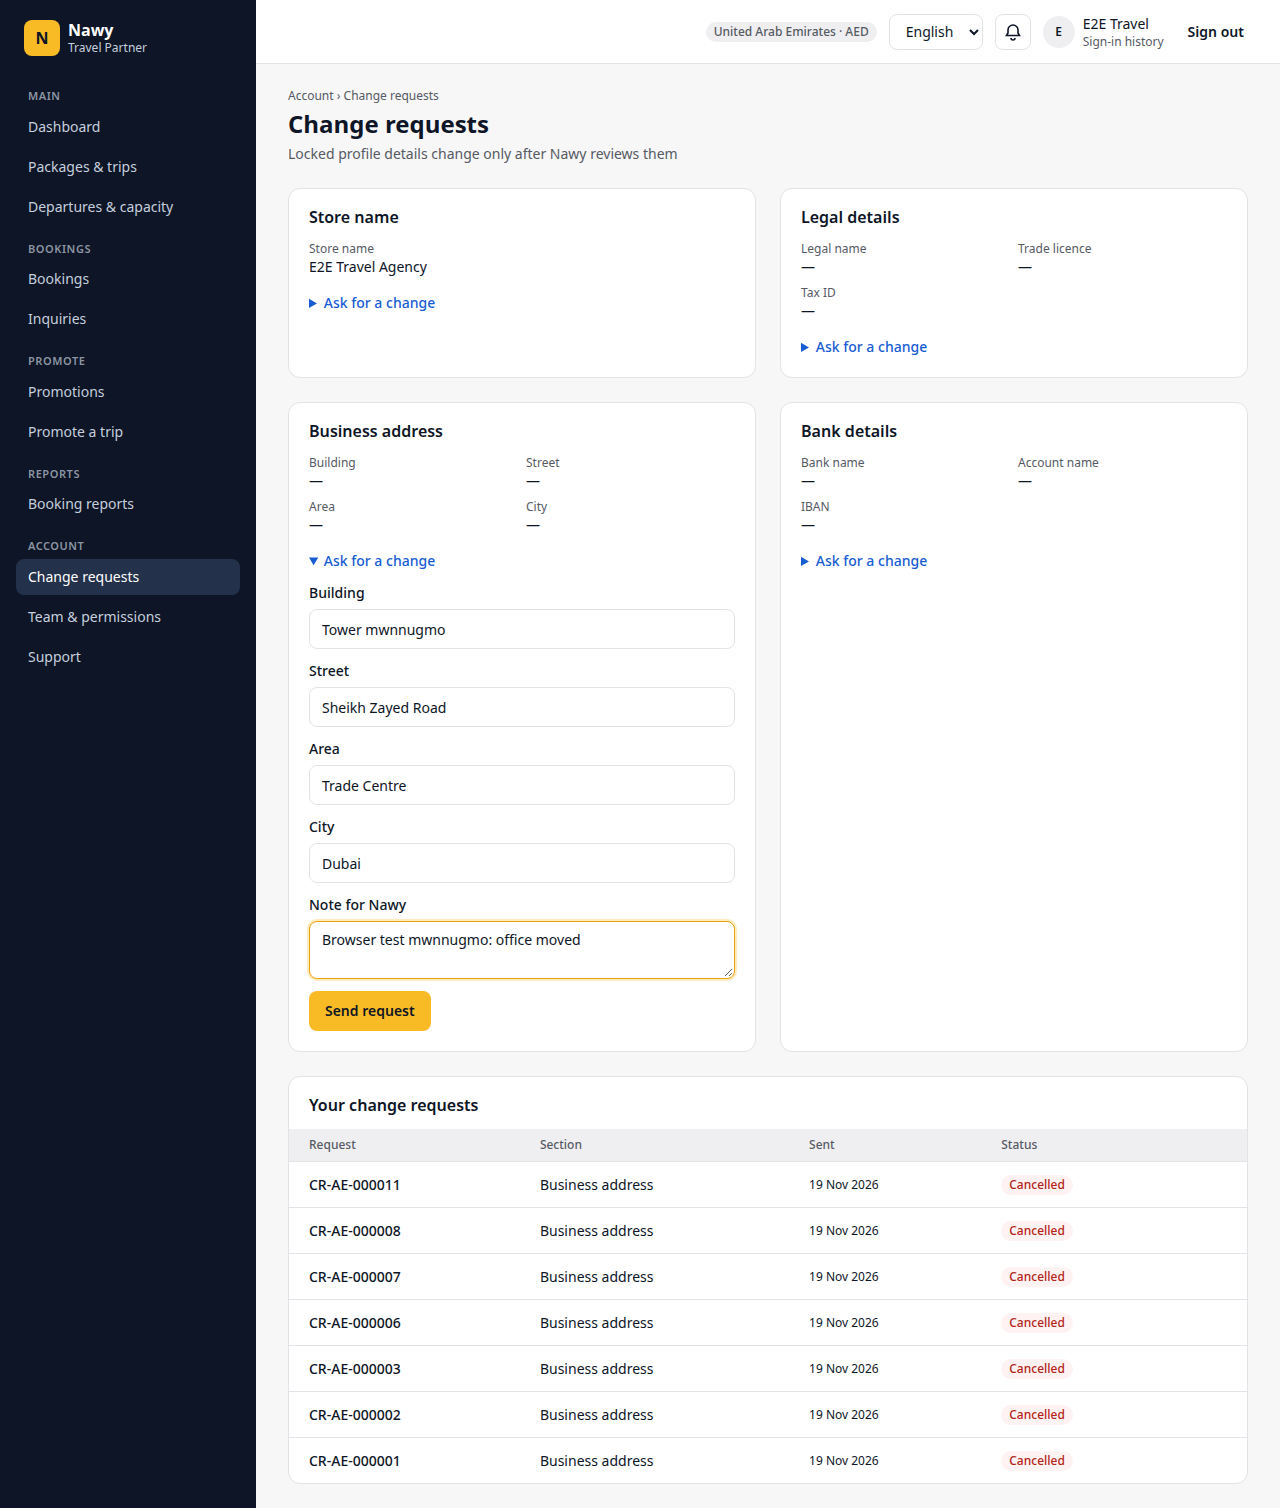 N
Nawy
Travel Partner
MAIN
Dashboard
Packages & trips
Departures & capacity
BOOKINGS
Bookings
Inquiries
PROMOTE
Promotions
Promote a trip
REPORTS
Booking reports
ACCOUNT
Change requests
Team & permissions
Support
United Arab Emirates · AED
English
E
E2E Travel
Sign-in history
Sign out
Account › Change requests
Change requests
Locked profile details change only after Nawy reviews them
Store name
Store name
E2E Travel Agency
Ask for a change
Legal details
Legal name Trade licence
— —
Tax ID
—
Ask for a change
Business address
Building Street
— —
Area City
— —
Ask for a change
Building
Tower mwnnugmo
Street
Sheikh Zayed Road
Area
Trade Centre
City
Dubai
Note for Nawy
Browser test mwnnugmo: office moved
Send request
Bank details
Bank name Account name
— —
IBAN
—
Ask for a change
Your change requests
Request Section Sent Status
CR-AE-000011 Business address 19 Nov 2026 Cancelled
CR-AE-000008 Business address 19 Nov 2026 Cancelled
CR-AE-000007 Business address 19 Nov 2026 Cancelled
CR-AE-000006 Business address 19 Nov 2026 Cancelled
CR-AE-000003 Business address 19 Nov 2026 Cancelled
CR-AE-000002 Business address 19 Nov 2026 Cancelled
CR-AE-000001 Business address 19 Nov 2026 Cancelled